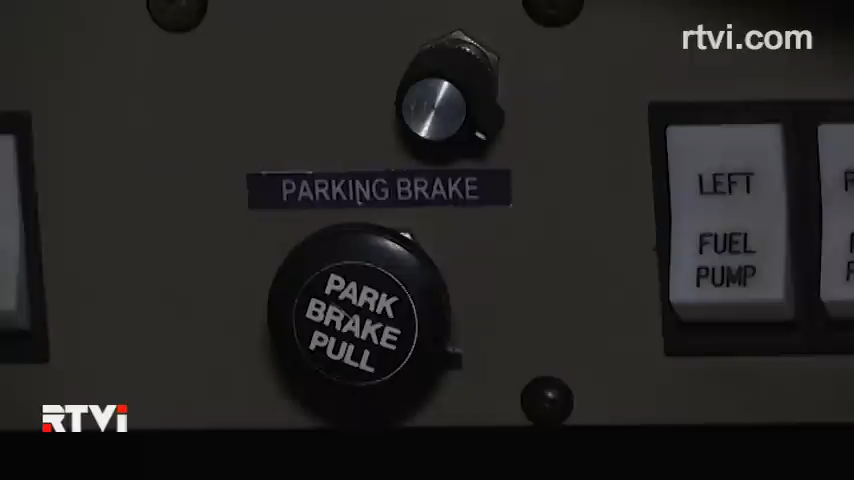 rtvi.com
PARKING BRAKE
PARK
BRAKE
PULL
LEFT
FUEL
PUMP
RTVi